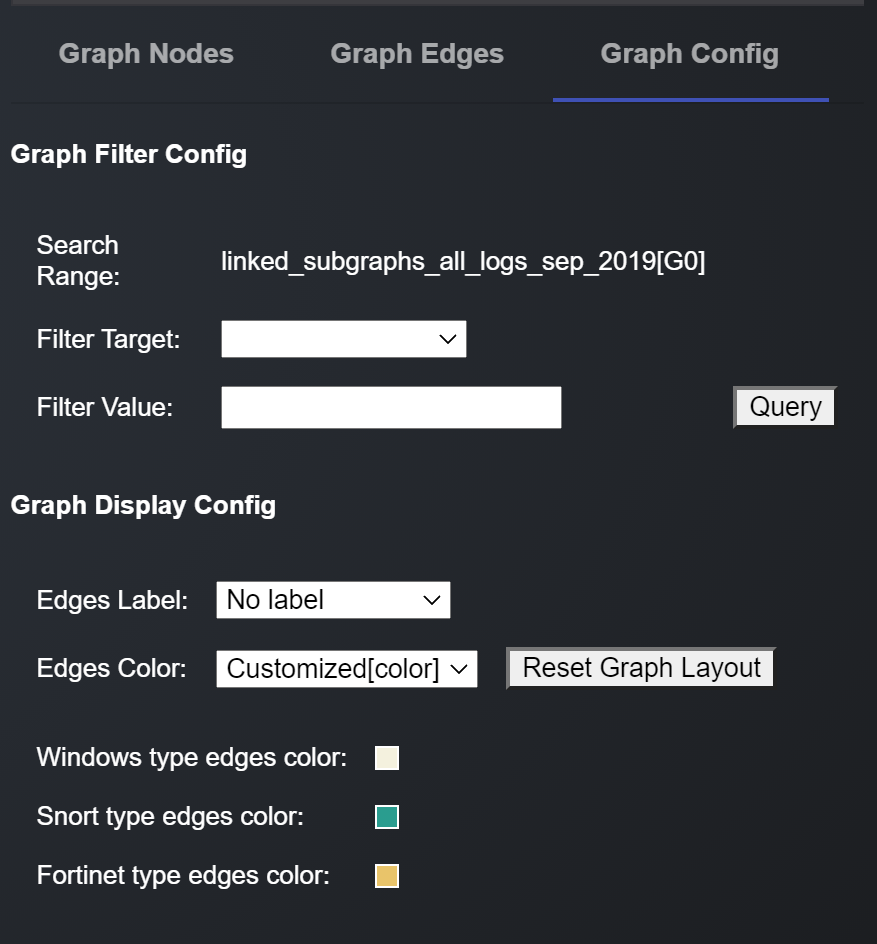 Graph Nodes Graph Edges Graph Config
Graph Filter Config
Search
Range: linked_subgraphs_all_logs_sep_2019[G0]
Filter Target:
Filter Value: Query
Graph Display Config
Edges Label: No label
Edges Color: Customized[color] Reset Graph Layout
Windows type edges color:
Snort type edges color:
Fortinet type edges color: